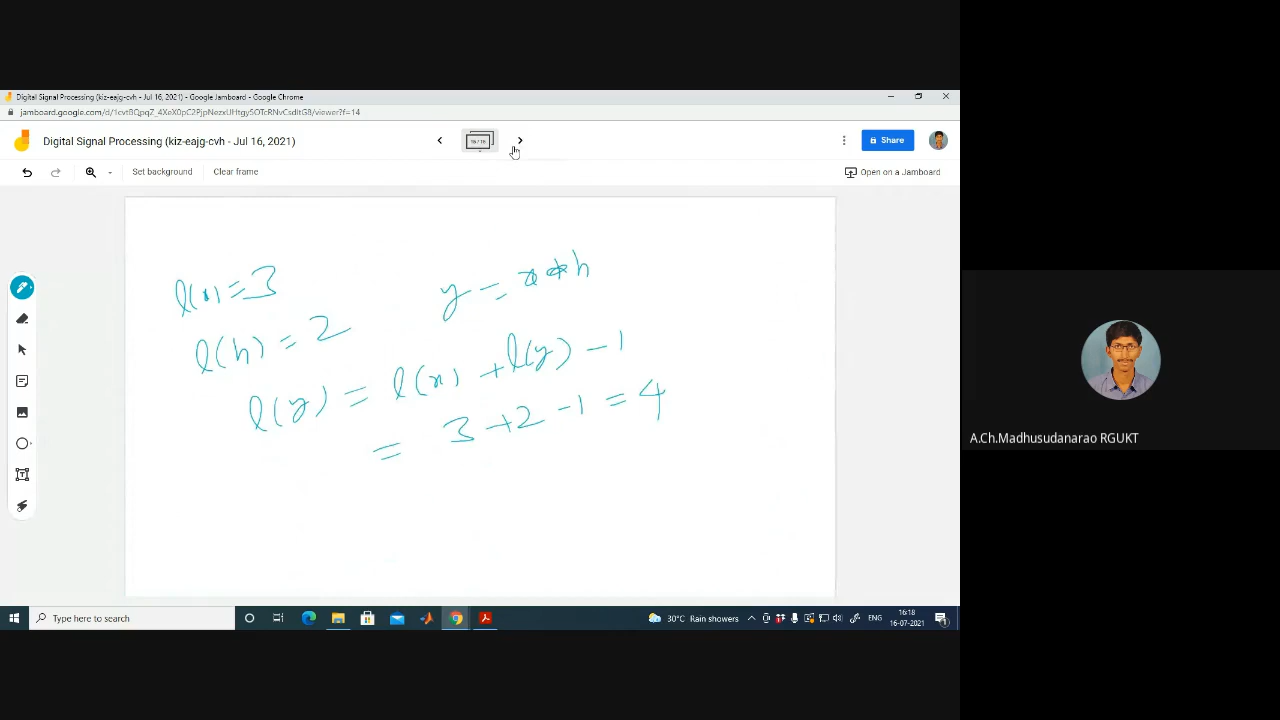 Digital Signal Processing (kiz-eajg-cvh - Jul 16, 2021) - Google Jamboard - Google Chrome
Digital Signal Processing (kiz-eajg-cvh - Jul 16, 2021)
Share
Set background
Clear frame
Open on a Jamboard
l(x) = 3
y = x * h
l(h) = 2
l(y) = l(x) + l(y) - 1
= 3 + 2 - 1 = 4
A.Ch.Madhusudanarao RGUKT
Type here to search
30°C Rain showers
ENG
16:18
16-07-2021